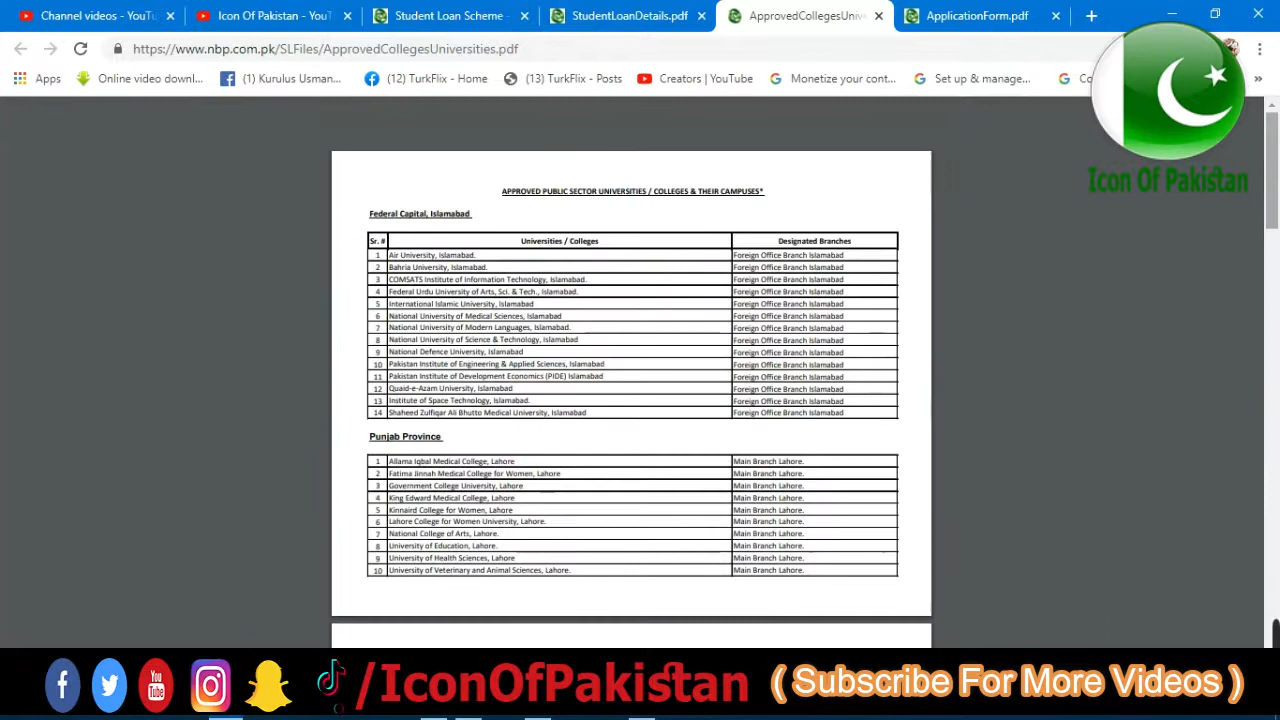 Channel videos - YouTu
Icon Of Pakistan - YouT
Student Loan Scheme -
StudentLoanDetails.pdf
ApprovedCollegesUnive
ApplicationForm.pdf
https://www.nbp.com.pk/SLFiles/ApprovedCollegesUniversities.pdf
Apps Online video downl... (1) Kurulus Usman... (12) TurkFlix - Home (13) TurkFlix - Posts Creators | YouTube Monetize your cont... Set up & manage... »
Icon Of Pakistan
APPROVED PUBLIC SECTOR UNIVERSITIES / COLLEGES & THEIR CAMPUSES*
Federal Capital, Islamabad
Sr. # Universities / Colleges Designated Branches
1 Air University, Islamabad. Foreign Office Branch Islamabad
2 Bahria University, Islamabad. Foreign Office Branch Islamabad
3 COMSATS Institute of Information Technology, Islamabad. Foreign Office Branch Islamabad
4 Federal Urdu University of Arts, Sci. & Tech., Islamabad. Foreign Office Branch Islamabad
5 International Islamic University, Islamabad Foreign Office Branch Islamabad
6 National University of Medical Sciences, Islamabad Foreign Office Branch Islamabad
7 National University of Modern Languages, Islamabad. Foreign Office Branch Islamabad
8 National University of Science & Technology, Islamabad Foreign Office Branch Islamabad
9 National Defence University, Islamabad Foreign Office Branch Islamabad
10 Pakistan Institute of Engineering & Applied Sciences, Islamabad Foreign Office Branch Islamabad
11 Pakistan Institute of Development Economics (PIDE) Islamabad Foreign Office Branch Islamabad
12 Quaid-e-Azam University, Islamabad Foreign Office Branch Islamabad
13 Institute of Space Technology, Islamabad. Foreign Office Branch Islamabad
14 Shaheed Zulfiqar Ali Bhutto Medical University, Islamabad Foreign Office Branch Islamabad
Punjab Province
1 Allama Iqbal Medical College, Lahore Main Branch Lahore.
2 Fatima Jinnah Medical College for Women, Lahore Main Branch Lahore.
3 Government College University, Lahore Main Branch Lahore.
4 King Edward Medical College, Lahore Main Branch Lahore.
5 Kinnaird College for Women, Lahore Main Branch Lahore.
6 Lahore College for Women University, Lahore. Main Branch Lahore.
7 National College of Arts, Lahore. Main Branch Lahore.
8 University of Education, Lahore. Main Branch Lahore.
9 University of Health Sciences, Lahore Main Branch Lahore.
10 University of Veterinary and Animal Sciences, Lahore. Main Branch Lahore.
You Tube /IconOfPakistan ( Subscribe For More Videos )